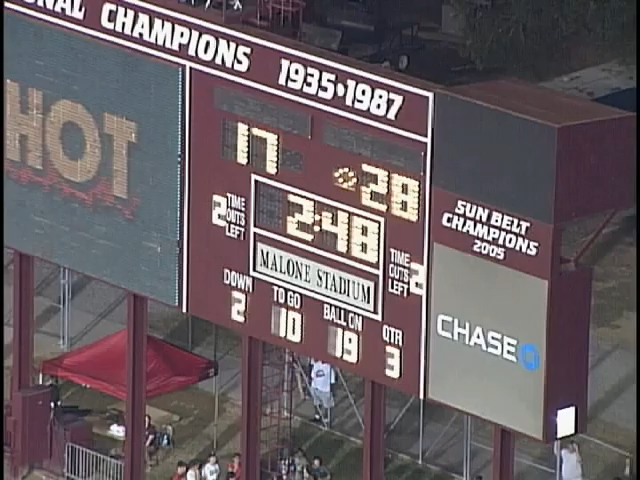 NAL CHAMPIONS 1935•1987
HOT
17 28
2 TIME OUTS LEFT
2:48
MALONE STADIUM
TIME OUTS LEFT 2
DOWN TO GO BALL ON QTR
2 10 19 3
SUN BELT
CHAMPIONS
2005
CHASE